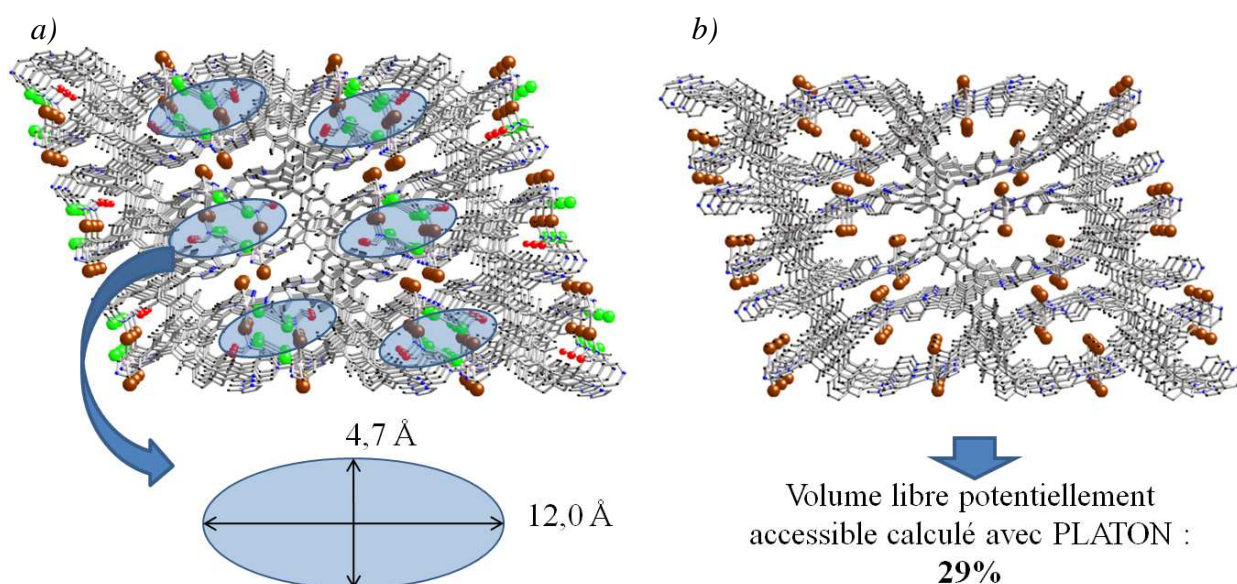 a)
b)
4,7 Å
12,0 Å
Volume libre potentiellement
accessible calculé avec PLATON :
29%